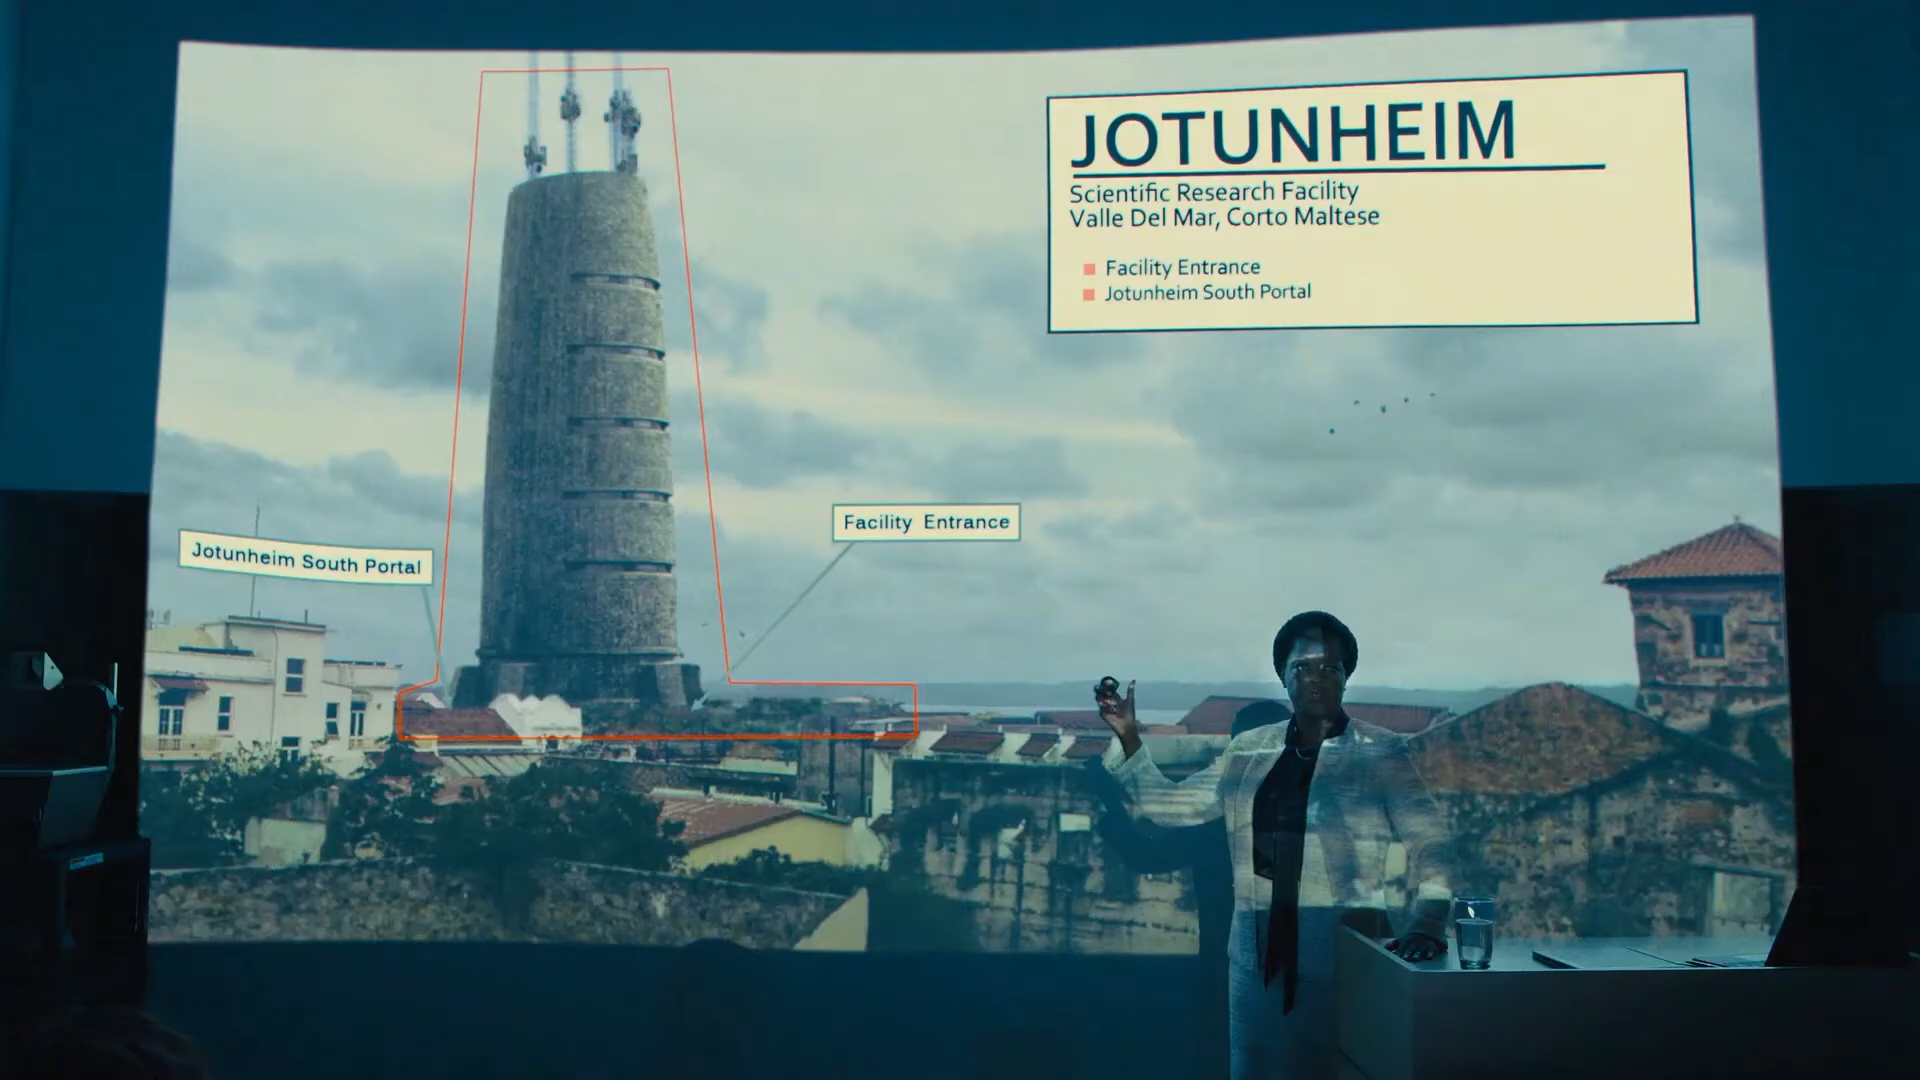 JOTUNHEIM
Scientific Research Facility
Valle Del Mar, Corto Maltese
Facility Entrance
Jotunheim South Portal
Facility Entrance
Jotunheim South Portal